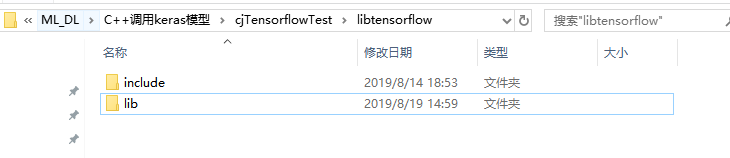 « ML_DL > C++调用keras模型 > cjTensorflowTest > libtensorflow
搜索"libtensorflow"
名称 修改日期 类型 大小
include 2019/8/14 18:53 文件夹
lib 2019/8/19 14:59 文件夹